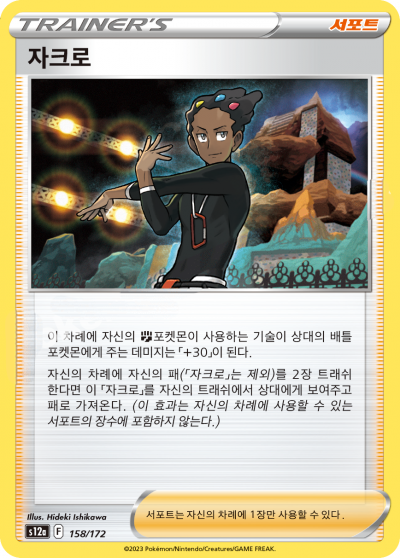 TRAINER'S
서포트
자크로
이 차례에 자신의 포켓몬이 사용하는 기술이 상대의 배틀
포켓몬에게 주는 데미지는 「+30」이 된다.
자신의 차례에 자신의 패(「자크로」는 제외)를 2장 트래쉬
한다면 이 「자크로」를 자신의 트래쉬에서 상대에게 보여주고
패로 가져온다. (이 효과는 자신의 차례에 사용할 수 있는
서포트의 장수에 포함하지 않는다.)
Illus. Hideki Ishikawa
s12a F 158/172
서포트는 자신의 차례에 1장만 사용할 수 있다.
©2023 Pokémon/Nintendo/Creatures/GAME FREAK.